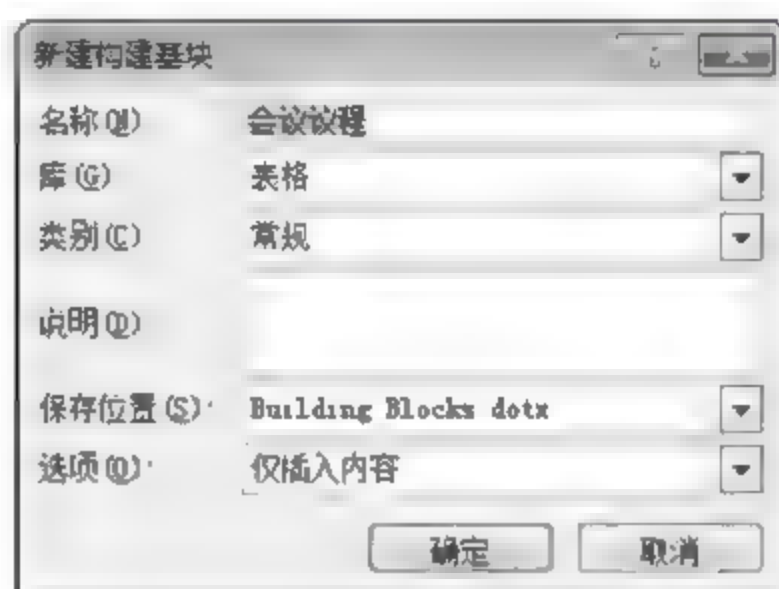 新建构建基块
名称(N)
会议议程
库(G)
表格
类别(C)
常规
说明(D)
保存位置(S):
Building Blocks dotx
选项(O):
仅插入内容
确定
取消